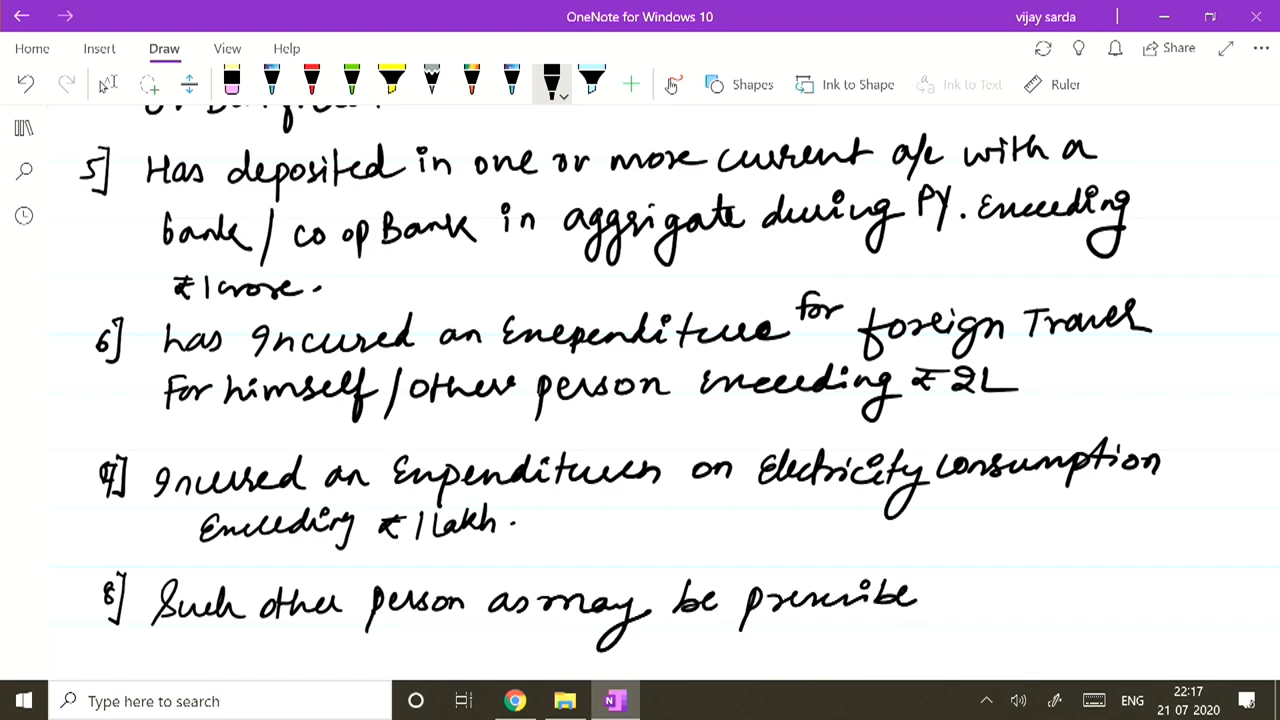 OneNote for Windows 10
vijay sarda
Home Insert Draw View Help
Share
Shapes Ink to Shape Ink to Text Ruler
5] Has deposited in one or more current a/c with a
bank / co op Bank in aggrigate during PY. Exceeding
₹ 1 crore.
6] has Incured an Enependiture for foreign Travel
For himself / other person exceeding ₹ 2L
7] Incured an Expenditures on Electricity consumption
Exceeding ₹ 1 Lakh.
8] Such other person as may be prescribe
Type here to search
ENG
22:17
21 07 2020